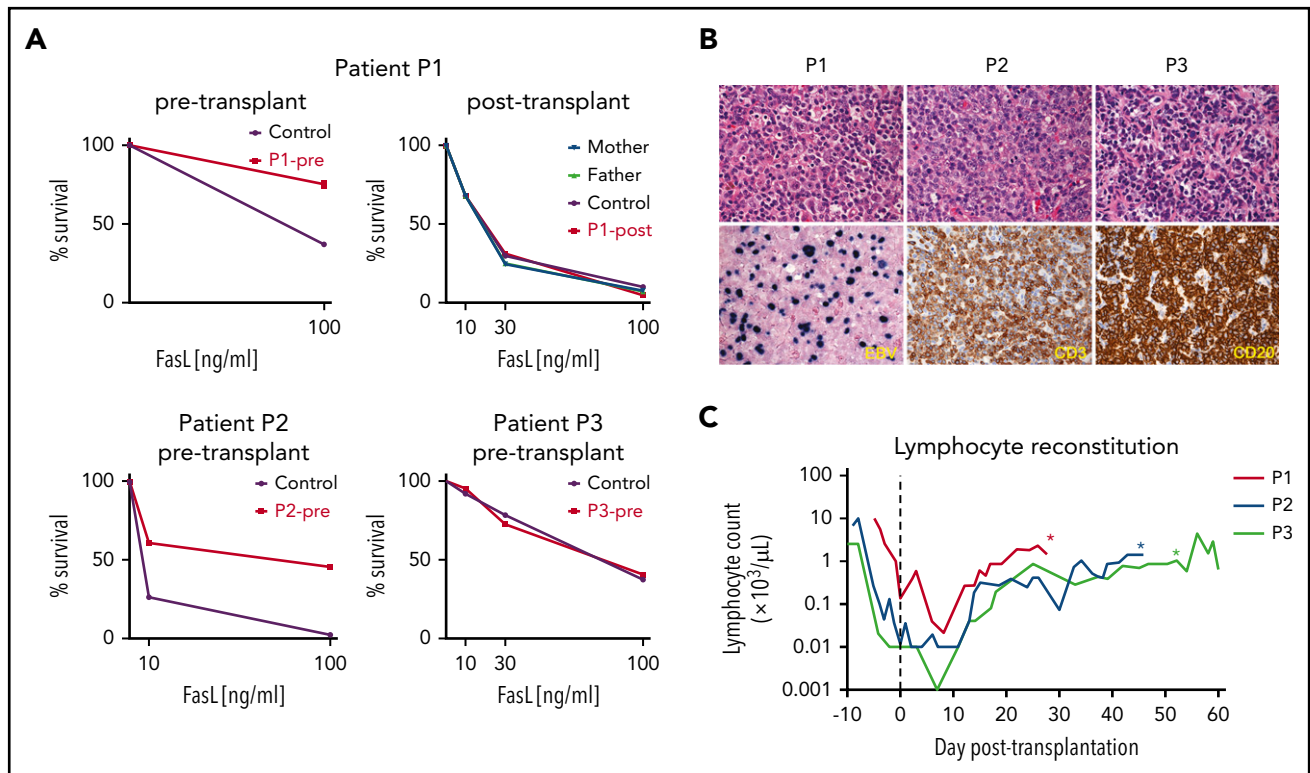 A
Patient P1
pre-transplant
Control
P1-pre
100
50
0
% survival
100
FasL [ng/ml]
post-transplant
Mother
Father
Control
P1-post
100
50
0
% survival
10 30 100
FasL [ng/ml]
Patient P2
pre-transplant
Control
P2-pre
100
50
0
% survival
10 100
FasL [ng/ml]
Patient P3
pre-transplant
Control
P3-pre
100
50
0
% survival
10 30 100
FasL [ng/ml]
B
P1 P2 P3
EBV CD3 CD20
C
Lymphocyte reconstitution
P1
P2
P3
100
10
1
0.1
0.01
0.001
Lymphocyte count
(×10³/μL)
* * *
-10 0 10 20 30 40 50 60
Day post-transplantation